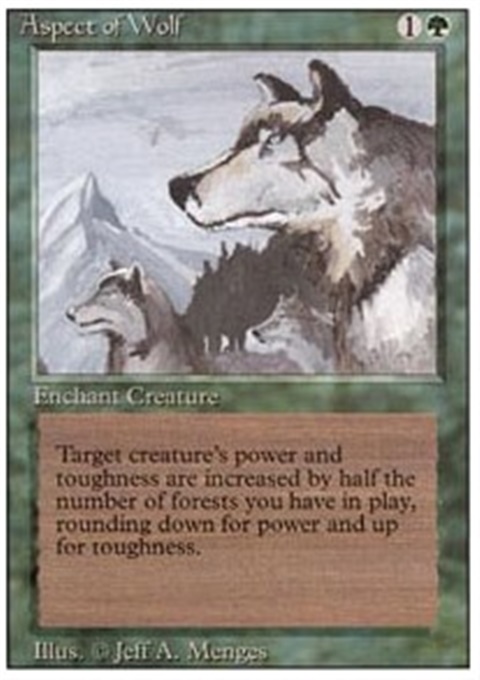 Aspect of Wolf 1
Enchant Creature
Target creature's power and
toughness are increased by half the
number of forests you have in play,
rounding down for power and up
for toughness.
Illus. © Jeff A. Menges